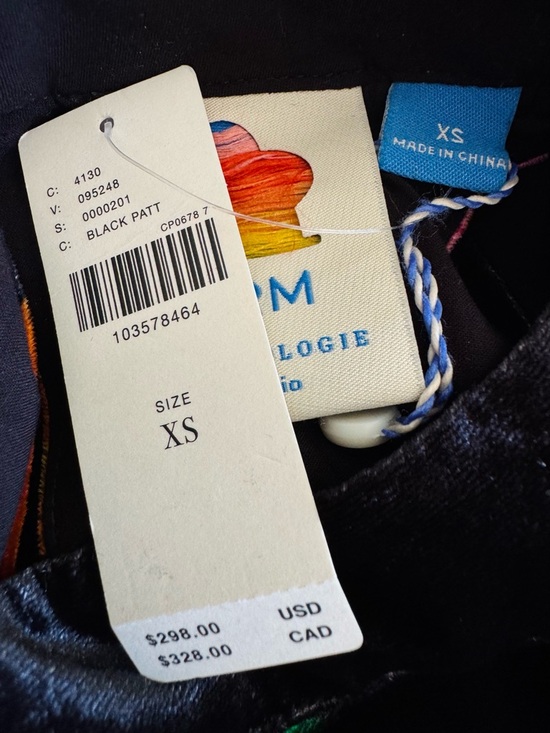 C: 4130
V: 095248
S: 0000201
C: BLACK PATT
CP0678 7
103578464
SIZE
XS
$298.00 USD
$328.00 CAD
PM
LOGIE
io
XS
MADE IN CHINA